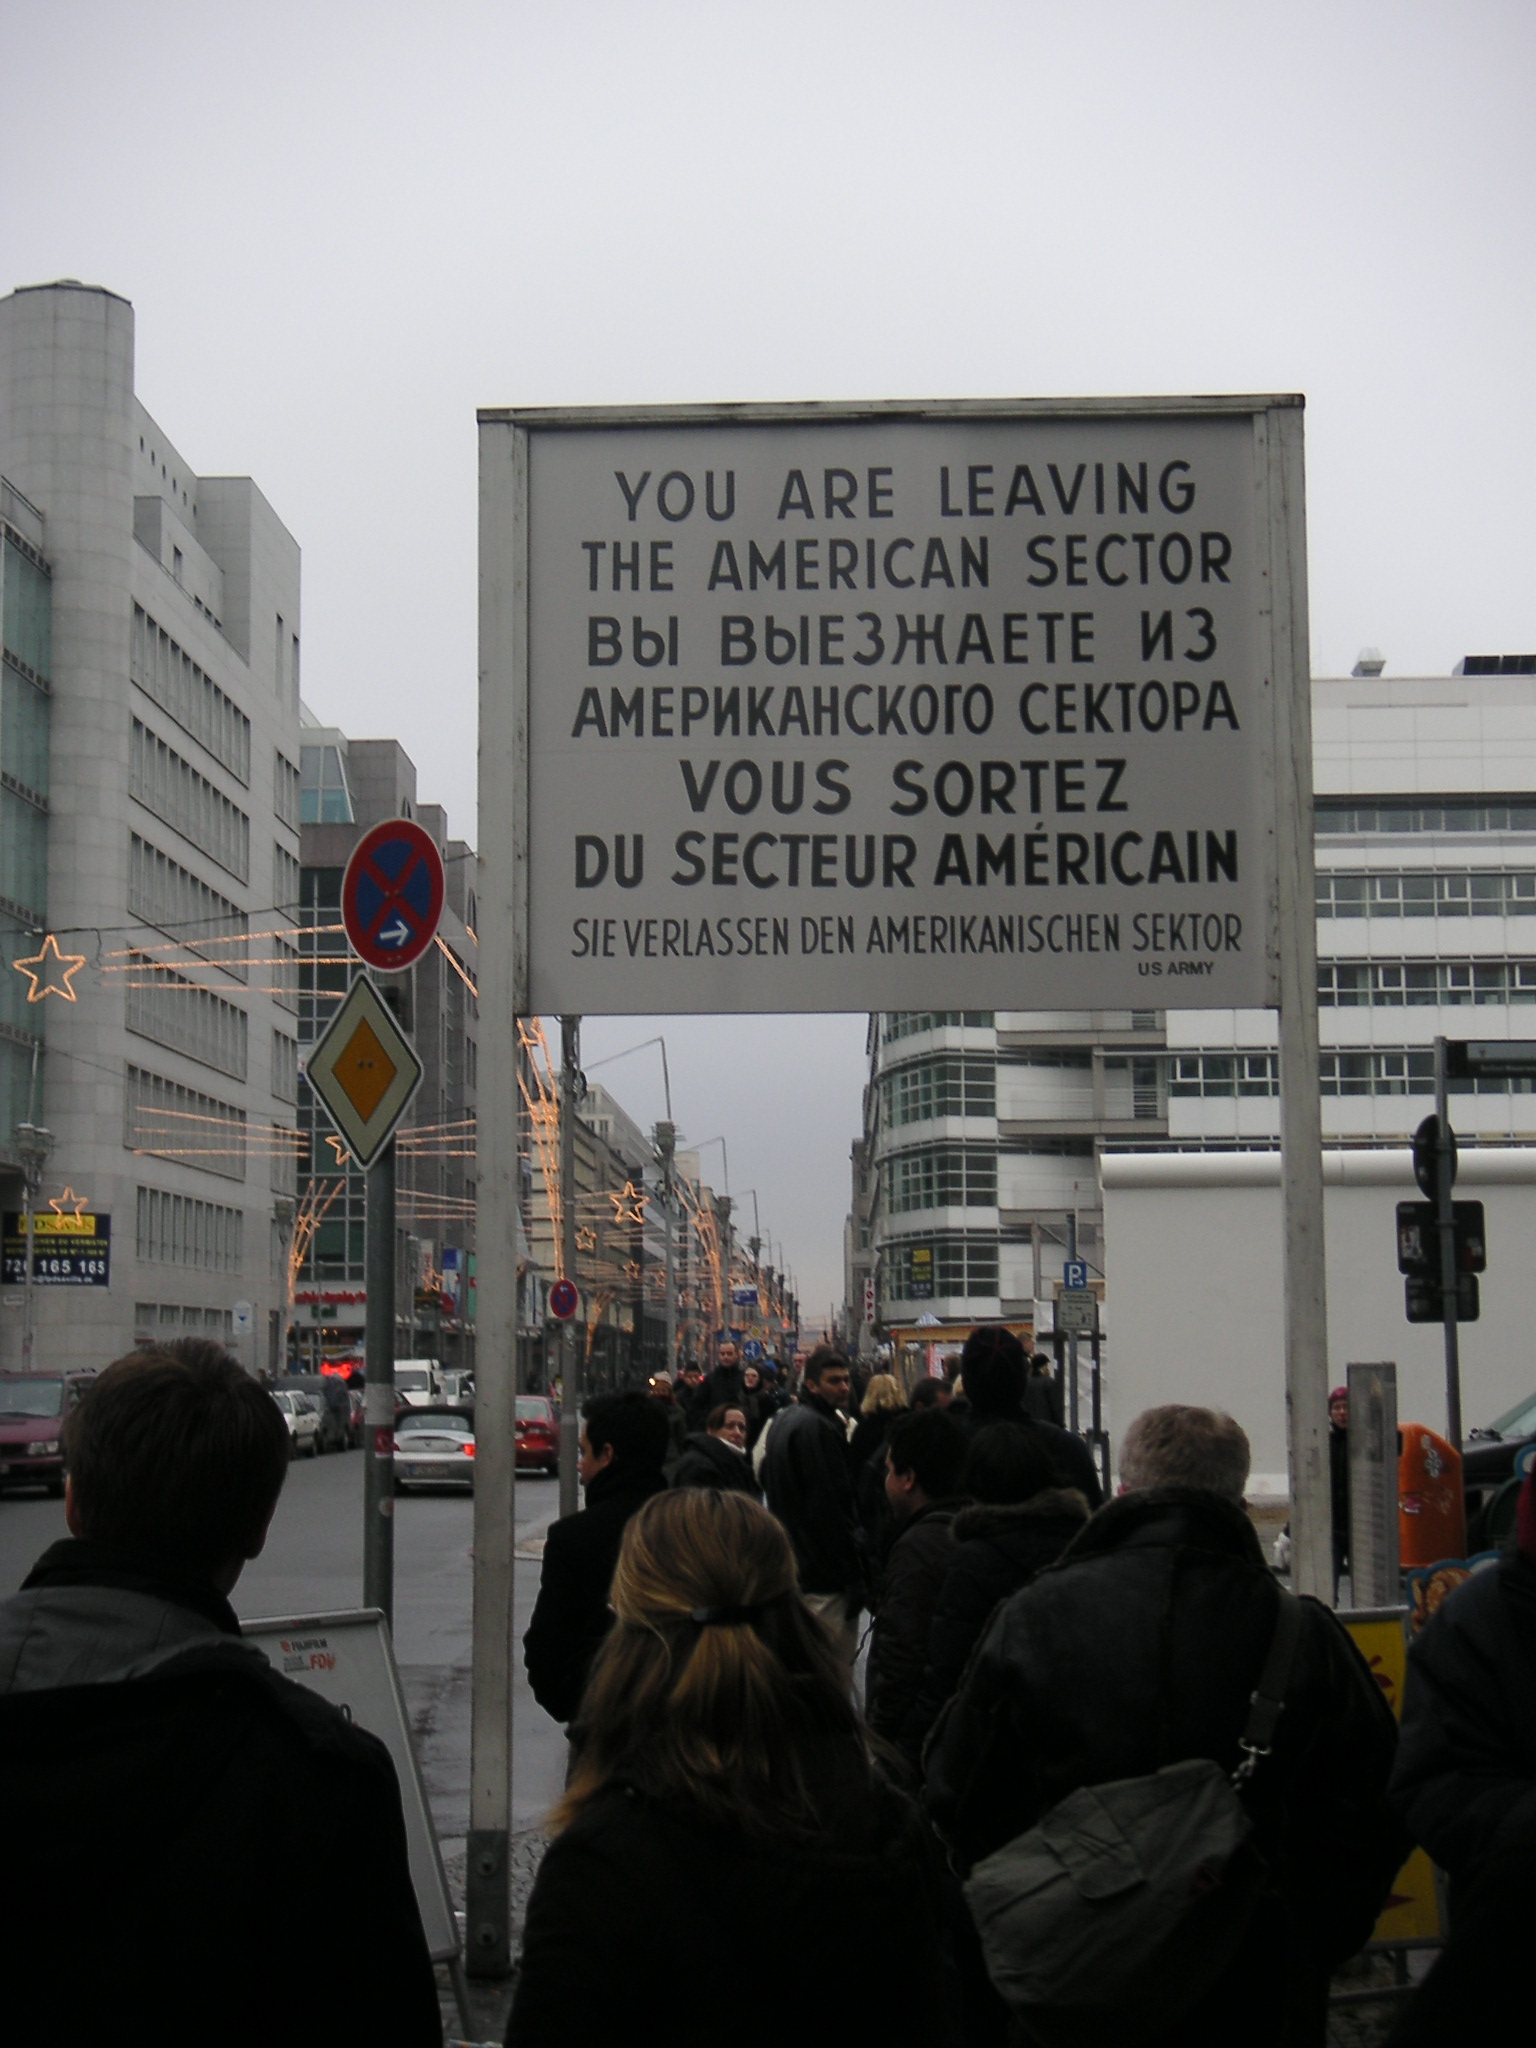 YOU ARE LEAVING
THE AMERICAN SECTOR
ВЫ ВЫЕЗЖАЕТЕ ИЗ
АМЕРИКАНСКОГО СЕКТОРА
VOUS SORTEZ
DU SECTEUR AMÉRICAIN
SIE VERLASSEN DEN AMERIKANISCHEN SEKTOR
US ARMY
165 165
P
FUJIFILM